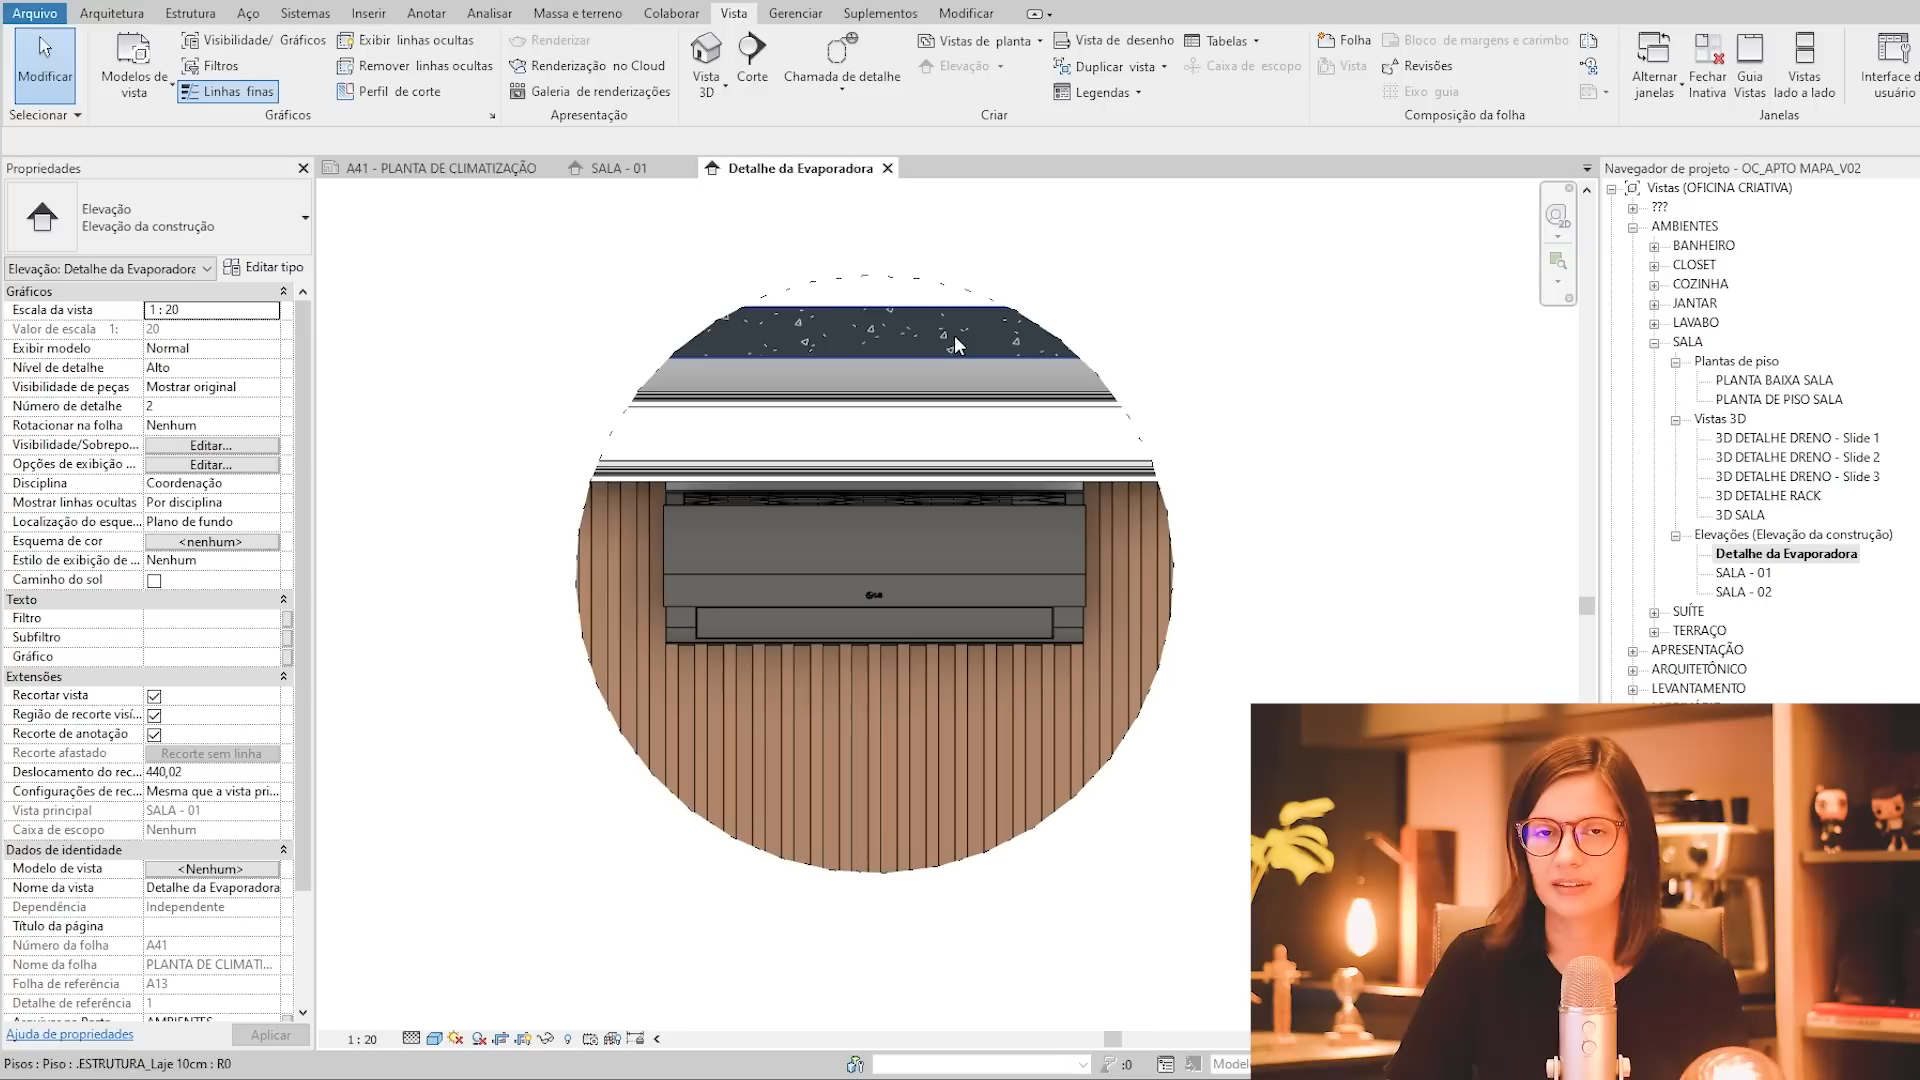 Arquivo Arquitetura Estrutura Aço Sistemas Inserir Anotar Analisar Massa e terreno Colaborar Vista Gerenciar Suplementos Modificar
Modificar
Selecionar
Modelos de vista
Visibilidade/ Gráficos
Filtros
Linhas finas
Exibir linhas ocultas
Remover linhas ocultas
Perfil de corte
Gráficos
Renderizar
Renderização no Cloud
Galeria de renderizações
Apresentação
Vista 3D
Corte
Chamada de detalhe
Vistas de planta
Elevação
Vista de desenho
Duplicar vista
Legendas
Tabelas
Caixa de escopo
Criar
Folha
Vista
Bloco de margens e carimbo
Revisões
Eixo guia
Composição da folha
Alternar janelas
Fechar Inativa
Guia Vistas
Vistas lado a lado
Janelas
Interface d
usuário
Propriedades
A41 - PLANTA DE CLIMATIZAÇÃO
SALA - 01
Detalhe da Evaporadora
Elevação
Elevação da construção
Elevação: Detalhe da Evaporadora
Editar tipo
Gráficos
Escala da vista 1 : 20
Valor de escala 1: 20
Exibir modelo Normal
Nível de detalhe Alto
Visibilidade de peças Mostrar original
Número de detalhe 2
Rotacionar na folha Nenhum
Visibilidade/Sobrepo... Editar...
Opções de exibição ... Editar...
Disciplina Coordenação
Mostrar linhas ocultas Por disciplina
Localização do esque... Plano de fundo
Esquema de cor <nenhum>
Estilo de exibição de ... Nenhum
Caminho do sol
Texto
Filtro
Subfiltro
Gráfico
Extensões
Recortar vista
Região de recorte visí...
Recorte de anotação
Recorte afastado Recorte sem linha
Deslocamento do rec... 440,02
Configurações de rec... Mesma que a vista pri...
Vista principal SALA - 01
Caixa de escopo Nenhum
Dados de identidade
Modelo de vista <Nenhum>
Nome da vista Detalhe da Evaporadora
Dependência Independente
Título da página
Número da folha A41
Nome da folha PLANTA DE CLIMATI...
Folha de referência A13
Detalhe de referência 1
Ajuda de propriedades
Aplicar
LG
2D
Navegador de projeto - OC_APTO MAPA_V02
Vistas (OFICINA CRIATIVA)
???
AMBIENTES
BANHEIRO
CLOSET
COZINHA
JANTAR
LAVABO
SALA
Plantas de piso
PLANTA BAIXA SALA
PLANTA DE PISO SALA
Vistas 3D
3D DETALHE DRENO - Slide 1
3D DETALHE DRENO - Slide 2
3D DETALHE DRENO - Slide 3
3D DETALHE RACK
3D SALA
Elevações (Elevação da construção)
Detalhe da Evaporadora
SALA - 01
SALA - 02
SUÍTE
TERRAÇO
APRESENTAÇÃO
ARQUITETÔNICO
LEVANTAMENTO
1 : 20
Pisos : Piso : .ESTRUTURA_Laje 10cm : R0
:0
Model